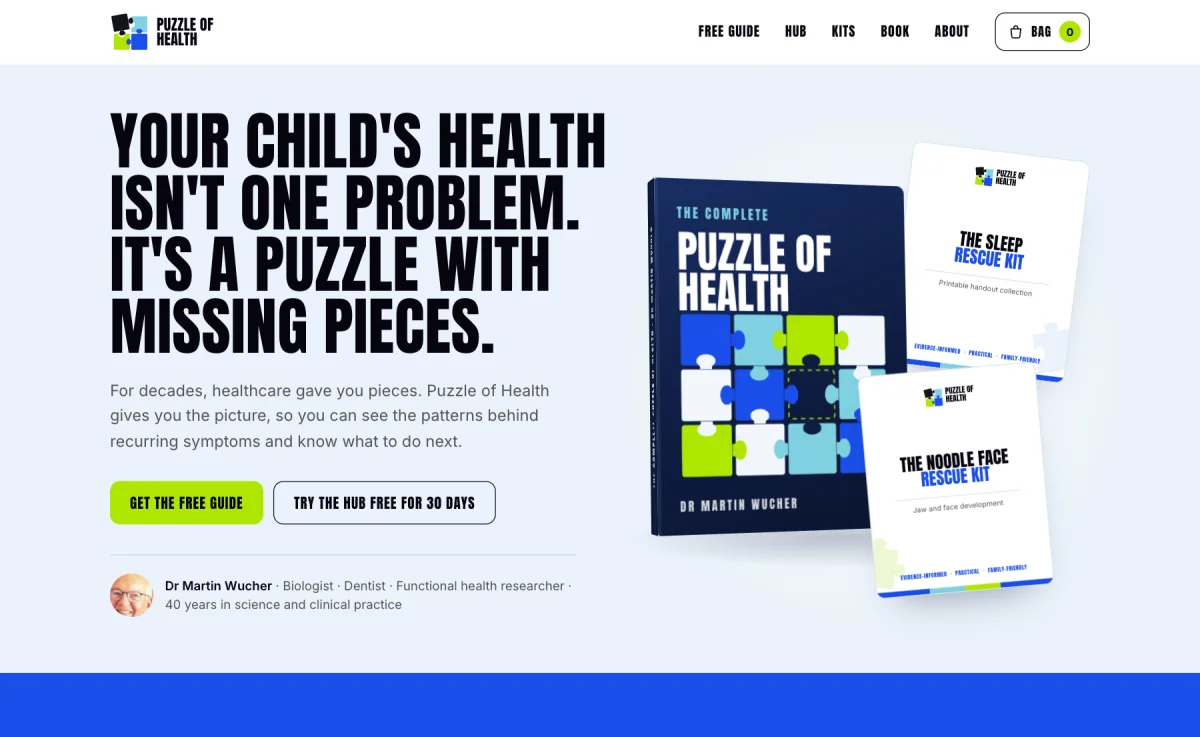 PUZZLE OF
HEALTH
FREE GUIDE
HUB
KITS
BOOK
ABOUT
BAG
0
YOUR CHILD'S HEALTH
ISN'T ONE PROBLEM.
IT'S A PUZZLE WITH
MISSING PIECES.
For decades, healthcare gave you pieces. Puzzle of Health
gives you the picture, so you can see the patterns behind
recurring symptoms and know what to do next.
GET THE FREE GUIDE
TRY THE HUB FREE FOR 30 DAYS
Dr Martin Wucher · Biologist · Dentist · Functional health researcher ·
40 years in science and clinical practice
THE COMPLETE
PUZZLE OF
HEALTH
DR MARTIN WUCHER
PUZZLE OF
HEALTH
THE SLEEP
RESCUE KIT
Printable handout collection
EVIDENCE-INFORMED · PRACTICAL · FAMILY-FRIENDLY
PUZZLE OF
HEALTH
THE NOODLE FACE
RESCUE KIT
Jaw and face development
EVIDENCE-INFORMED · PRACTICAL · FAMILY-FRIENDLY